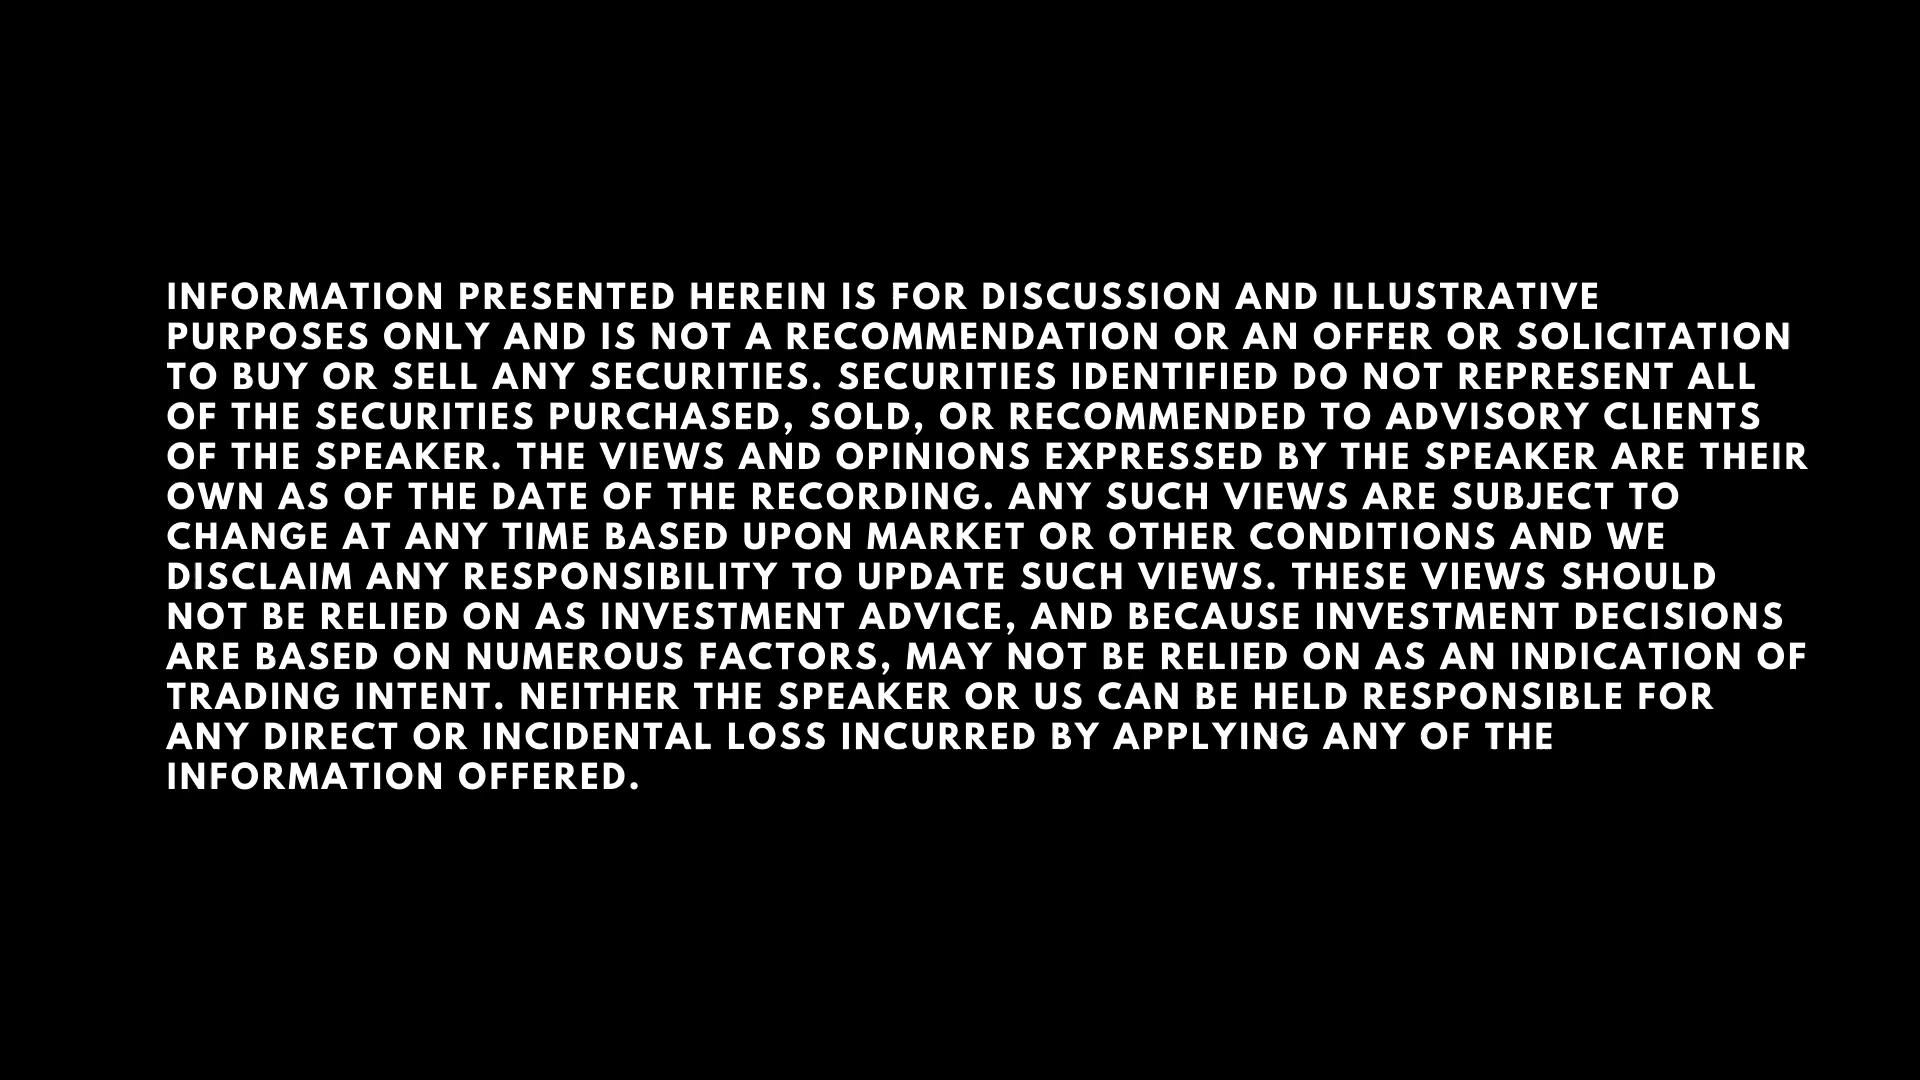 INFORMATION PRESENTED HEREIN IS FOR DISCUSSION AND ILLUSTRATIVE
PURPOSES ONLY AND IS NOT A RECOMMENDATION OR AN OFFER OR SOLICITATION
TO BUY OR SELL ANY SECURITIES. SECURITIES IDENTIFIED DO NOT REPRESENT ALL
OF THE SECURITIES PURCHASED, SOLD, OR RECOMMENDED TO ADVISORY CLIENTS
OF THE SPEAKER. THE VIEWS AND OPINIONS EXPRESSED BY THE SPEAKER ARE THEIR
OWN AS OF THE DATE OF THE RECORDING. ANY SUCH VIEWS ARE SUBJECT TO
CHANGE AT ANY TIME BASED UPON MARKET OR OTHER CONDITIONS AND WE
DISCLAIM ANY RESPONSIBILITY TO UPDATE SUCH VIEWS. THESE VIEWS SHOULD
NOT BE RELIED ON AS INVESTMENT ADVICE, AND BECAUSE INVESTMENT DECISIONS
ARE BASED ON NUMEROUS FACTORS, MAY NOT BE RELIED ON AS AN INDICATION OF
TRADING INTENT. NEITHER THE SPEAKER OR US CAN BE HELD RESPONSIBLE FOR
ANY DIRECT OR INCIDENTAL LOSS INCURRED BY APPLYING ANY OF THE
INFORMATION OFFERED.